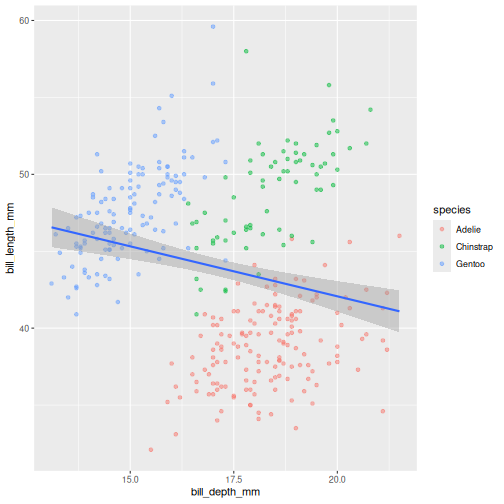 60
50
40
bill_length_mm
15.0
17.5
20.0
bill_depth_mm
species
Adelie
Chinstrap
Gentoo